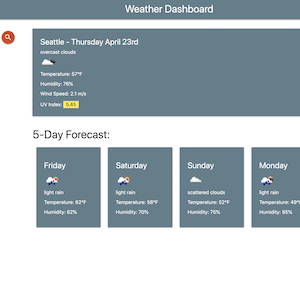 Weather Dashboard
Seattle - Thursday April 23rd
overcast clouds
Temperature: 57°F
Humidity: 76%
Wind Speed: 2.1 m/s
UV Index: 5.45
5-Day Forecast:
Friday
light rain
Temperature: 62°F
Humidity: 62%
Saturday
light rain
Temperature: 58°F
Humidity: 70%
Sunday
scattered clouds
Temperature: 52°F
Humidity: 75%
Monday
light rain
Temperature: 49°F
Humidity: 85%